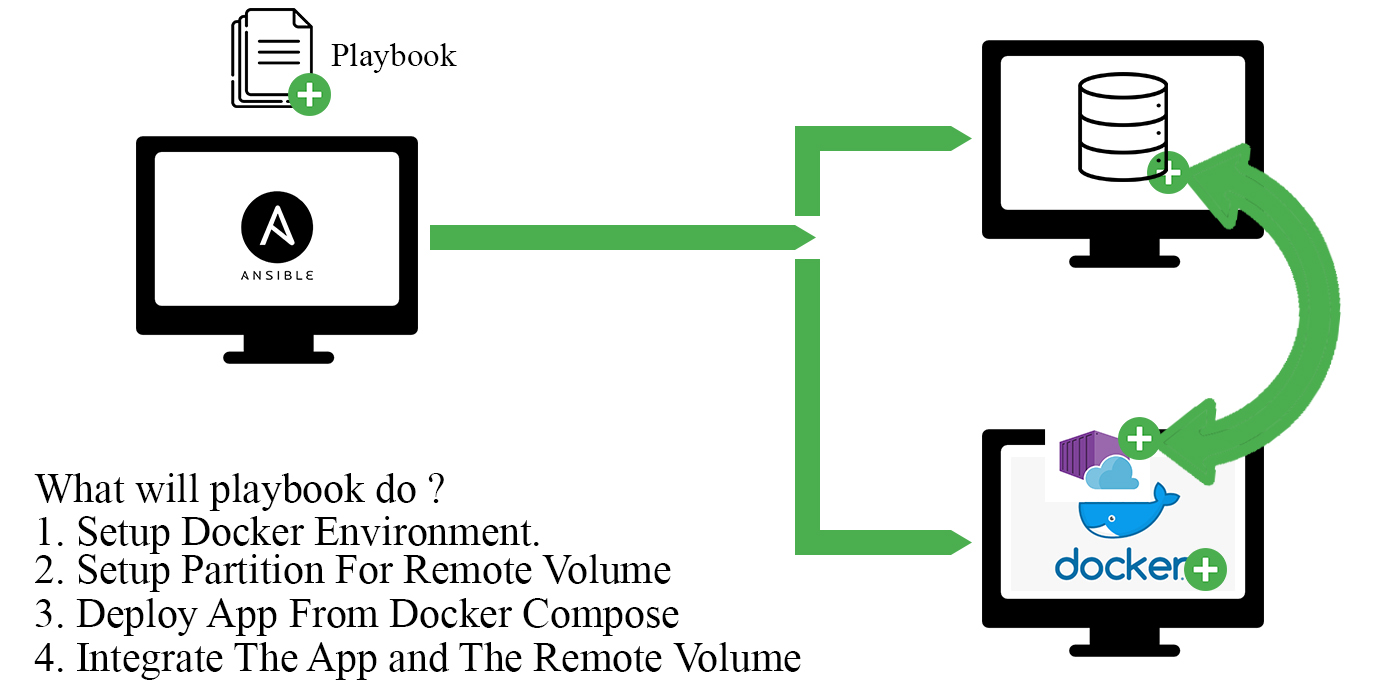 Playbook
ANSIBLE
docker
What will playbook do ?
1. Setup Docker Environment.
2. Setup Partition For Remote Volume
3. Deploy App From Docker Compose
4. Integrate The App and The Remote Volume